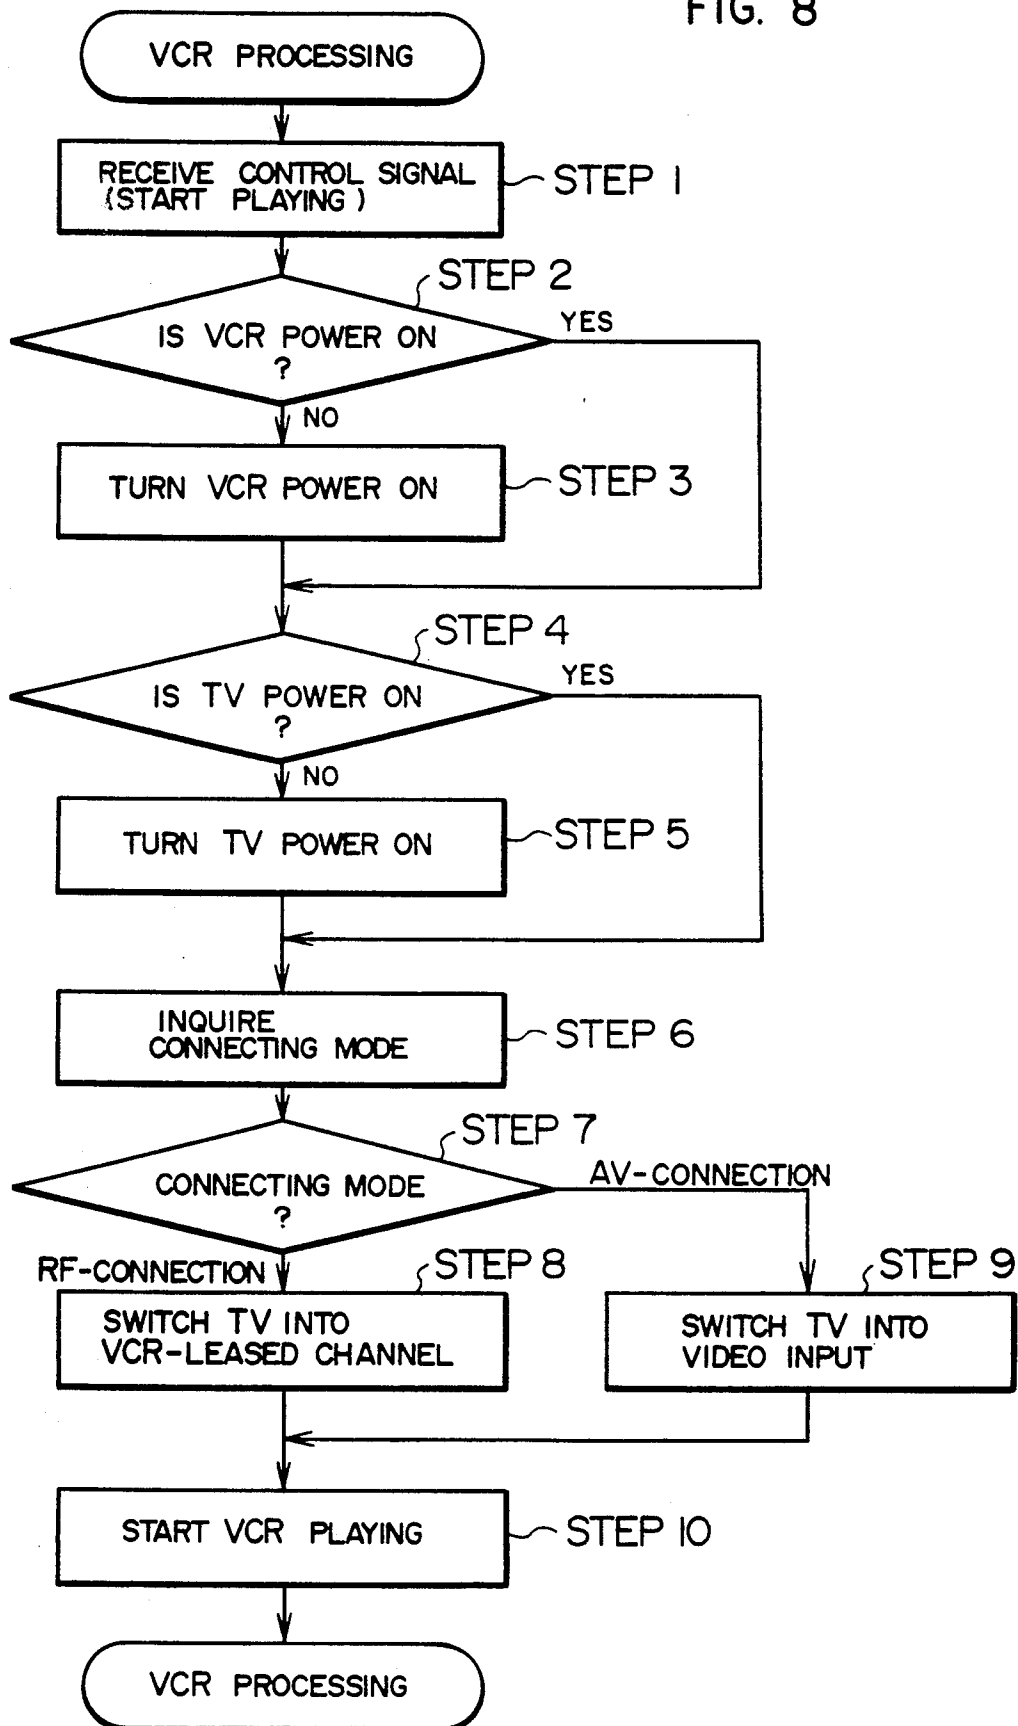 FIG. 8
VCR PROCESSING
RECEIVE CONTROL SIGNAL
(START PLAYING)
STEP 1
STEP 2
IS VCR POWER ON
?
YES
NO
TURN VCR POWER ON
STEP 3
STEP 4
IS TV POWER ON
?
YES
NO
TURN TV POWER ON
STEP 5
INQUIRE
CONNECTING MODE
STEP 6
STEP 7
CONNECTING MODE
?
AV-CONNECTION
RF-CONNECTION
STEP 8
SWITCH TV INTO
VCR-LEASED CHANNEL
STEP 9
SWITCH TV INTO
VIDEO INPUT
START VCR PLAYING
STEP 10
VCR PROCESSING